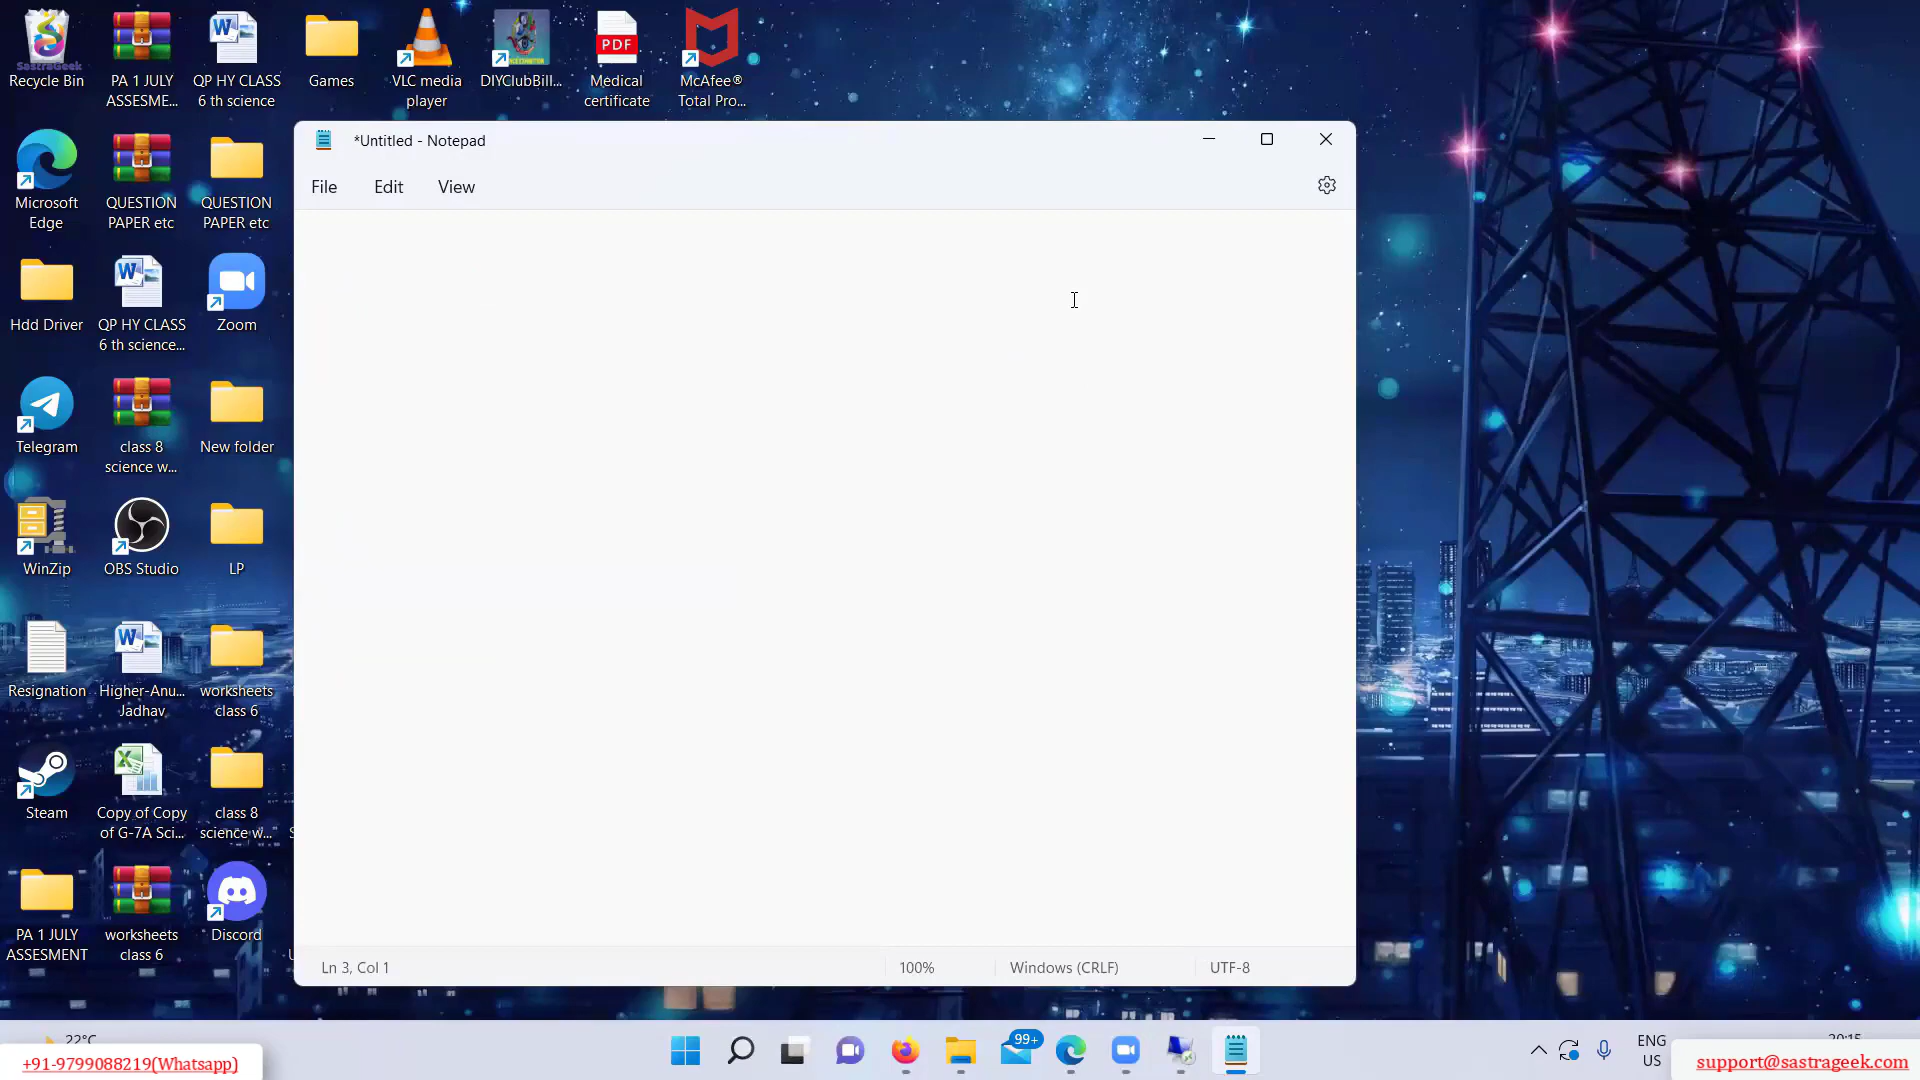 SastraGeek
Recycle Bin
PA 1 JULY
ASSESME...
QP HY CLASS
6 th science
Games
VLC media
player
DIYClubBill...
PDF
Medical
certificate
McAfee®
Total Pro...
Microsoft
Edge
QUESTION
PAPER etc
QUESTION
PAPER etc
*Untitled - Notepad
File
Edit
View
Hdd Driver
QP HY CLASS
6 th science...
Zoom
Telegram
class 8
science w...
New folder
WinZip
OBS Studio
LP
Resignation
Higher-Anu...
Jadhav
worksheets
class 6
Steam
Copy of Copy
of G-7A Sci...
class 8
science w...
PA 1 JULY
ASSESMENT
worksheets
class 6
Discord
Ln 3, Col 1
100%
Windows (CRLF)
UTF-8
22°C
+91-9799088219(Whatsapp)
99+
ENG
US
20:15
support@sastrageek.com